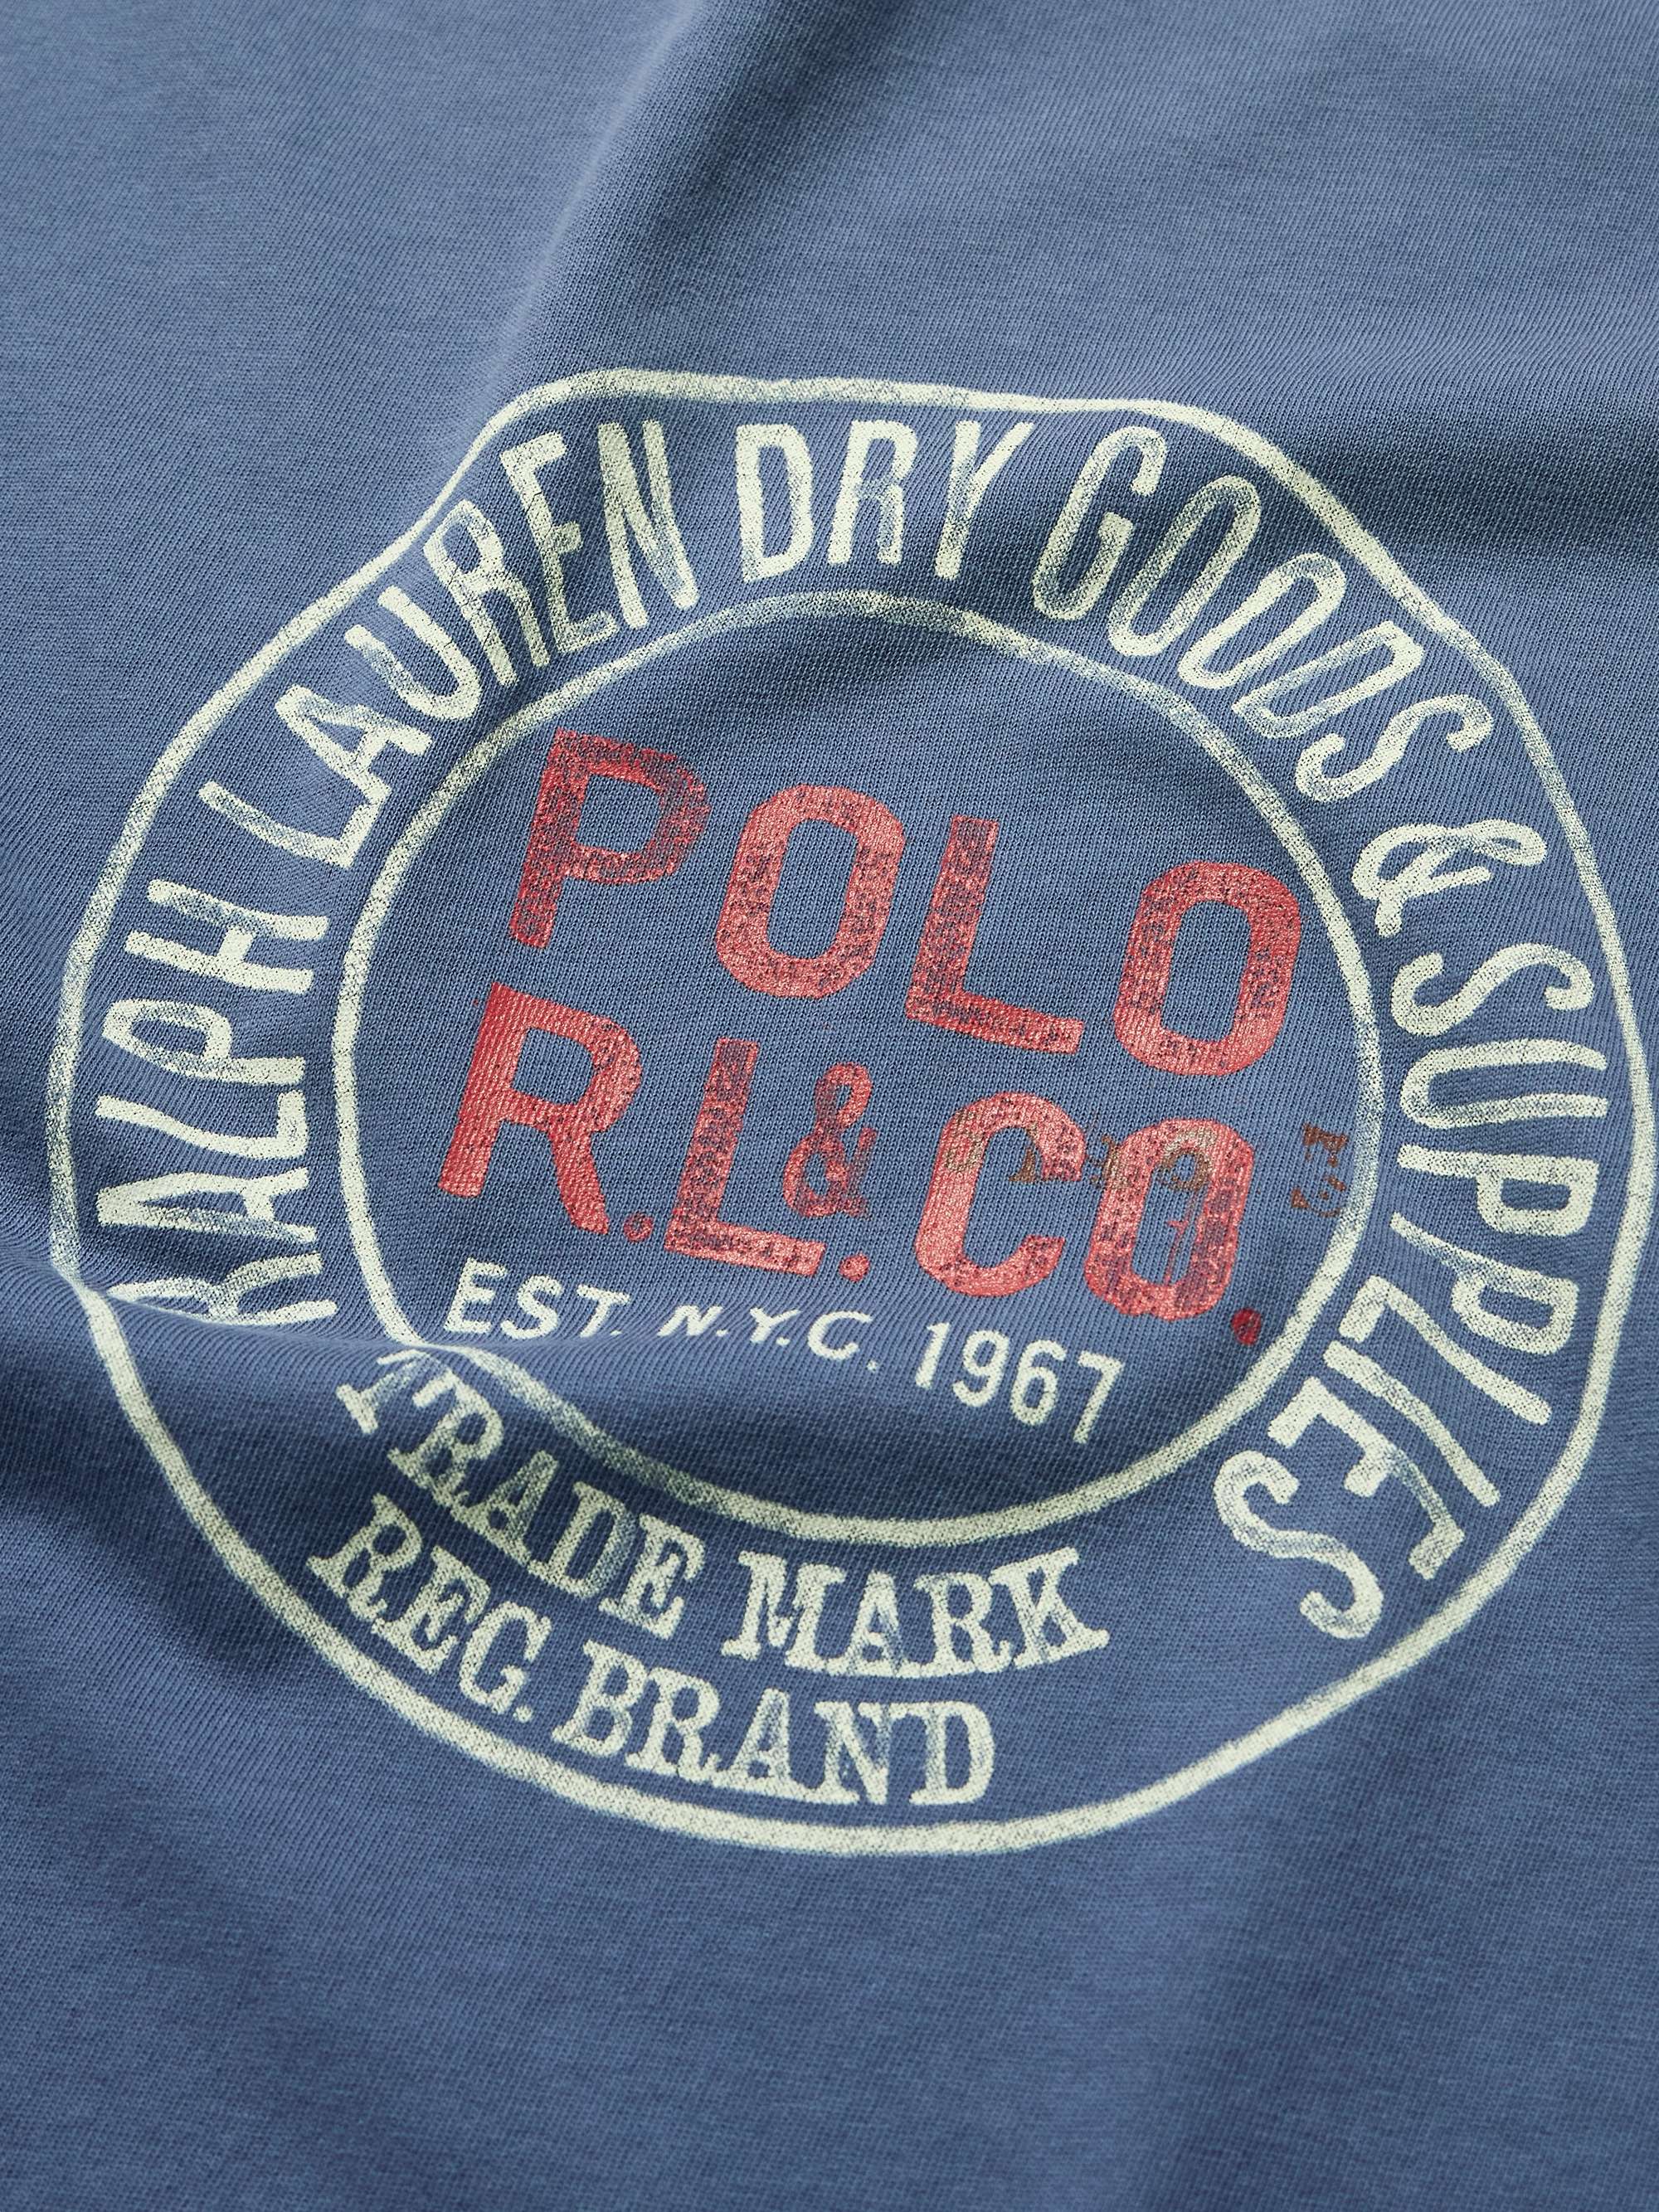 RALPH LAUREN DRY GOODS & SUPPLIES
POLO
R.L.&CO.
EST. N.Y.C. 1967
TRADE MARK
REG. BRAND